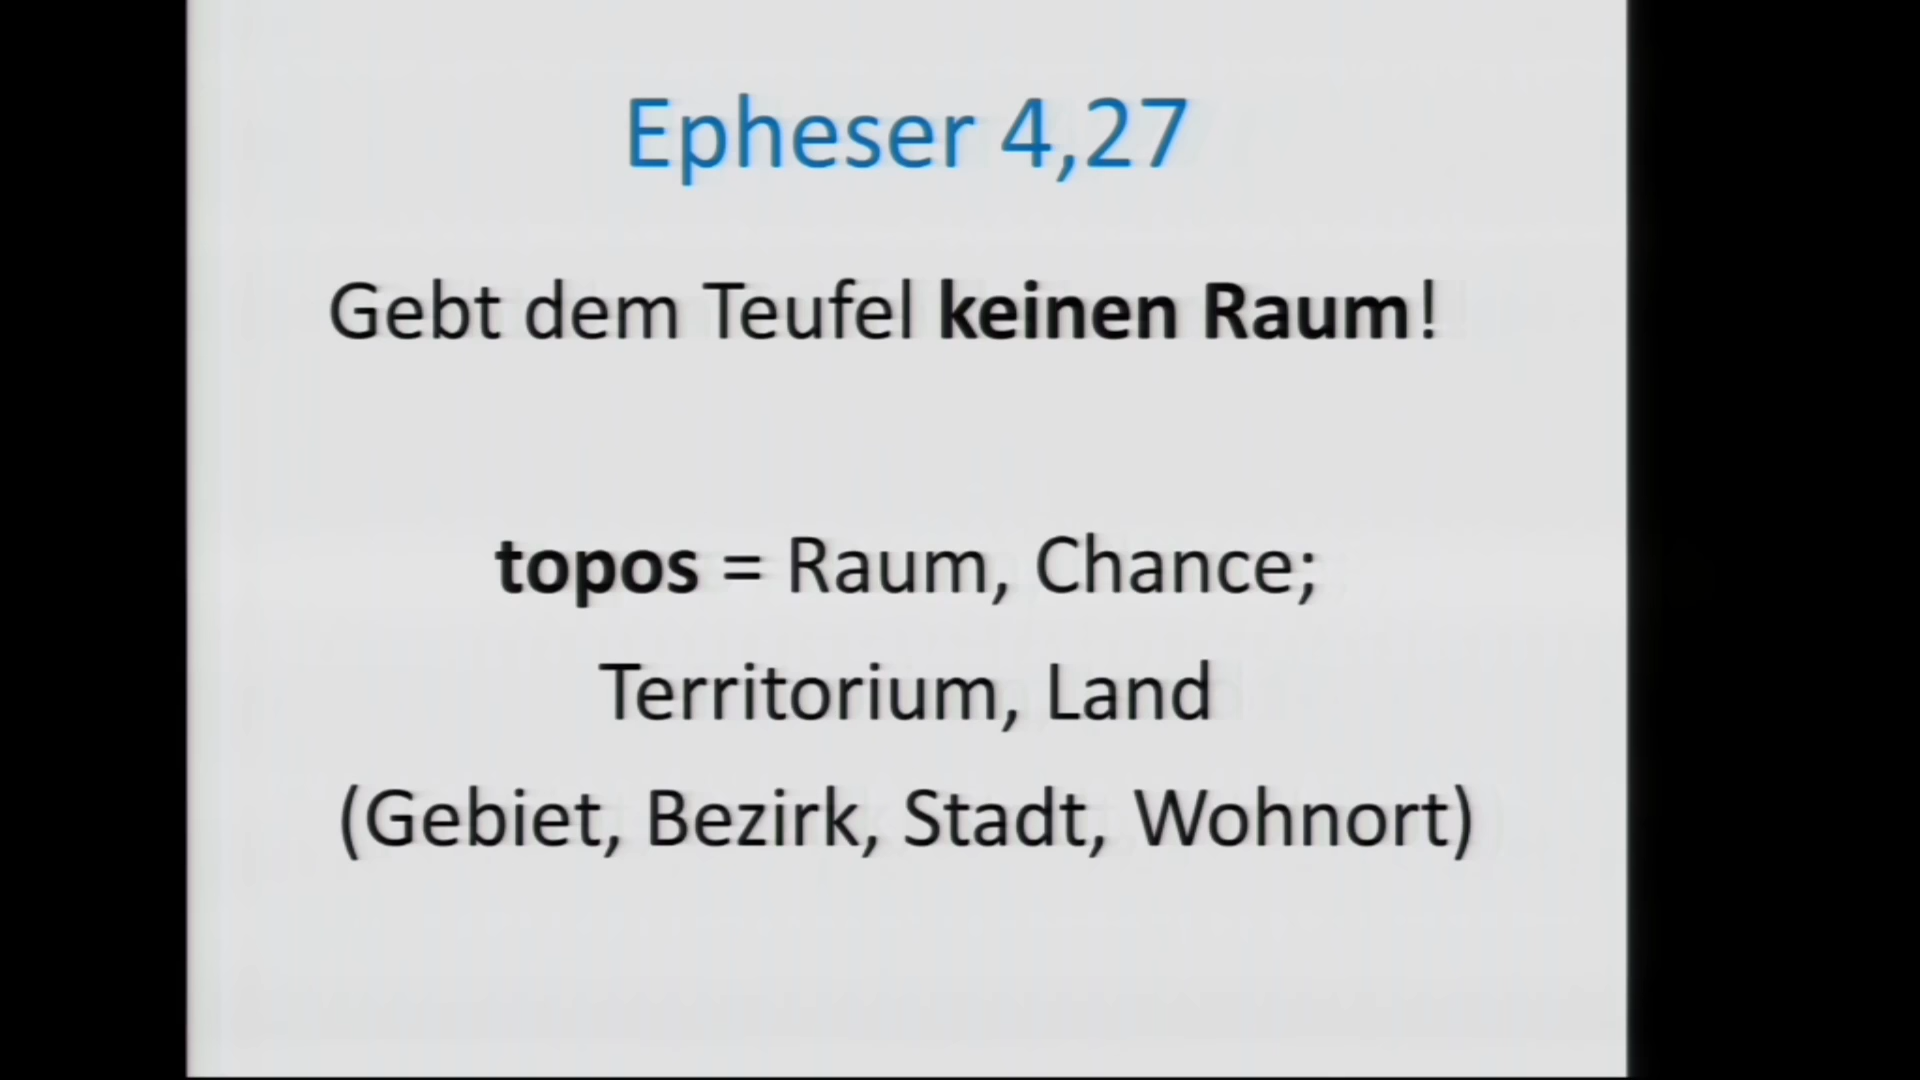 Epheser 4,27
Gebt dem Teufel keinen Raum!
topos = Raum, Chance;
Territorium, Land
(Gebiet, Bezirk, Stadt, Wohnort)